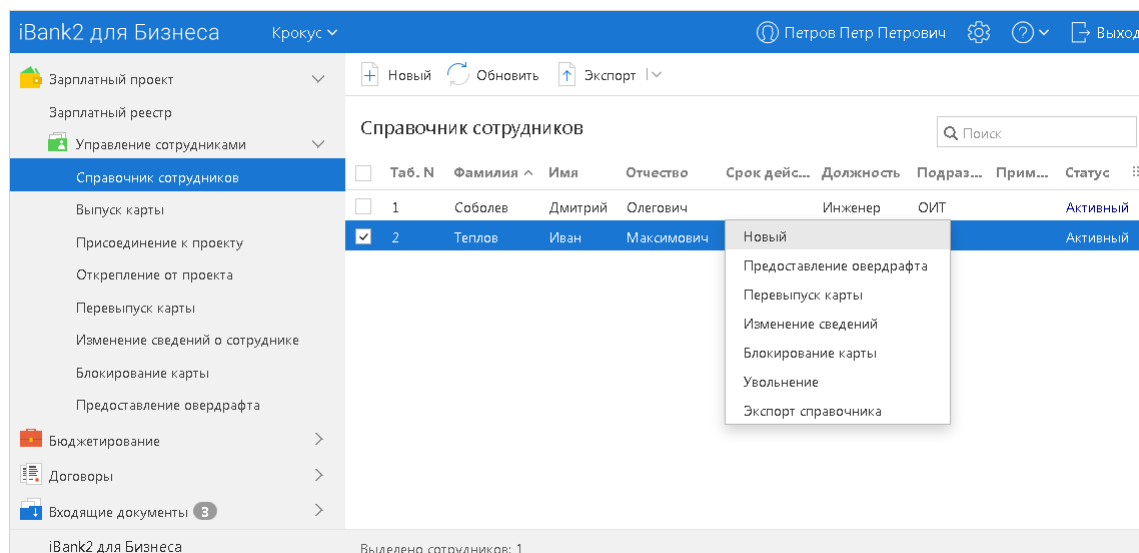 iBank2 для Бизнеса Крокус Петров Петр Петрович Выход
Зарплатный проект
Зарплатный реестр
Управление сотрудниками
Справочник сотрудников
Выпуск карты
Присоединение к проекту
Открепление от проекта
Перевыпуск карты
Изменение сведений о сотруднике
Блокирование карты
Предоставление овердрафта
Бюджетирование
Договоры
Входящие документы 3
iBank2 для Бизнеса
Новый Обновить Экспорт
Справочник сотрудников Поиск
Таб. N Фамилия Имя Отчество Срок дейс... Должность Подраз... Прим... Статус
1 Соболев Дмитрий Олегович Инженер ОИТ Активный
2 Теплов Иван Максимович Активный
Новый
Предоставление овердрафта
Перевыпуск карты
Изменение сведений
Блокирование карты
Увольнение
Экспорт справочника
Выделено сотрудников: 1